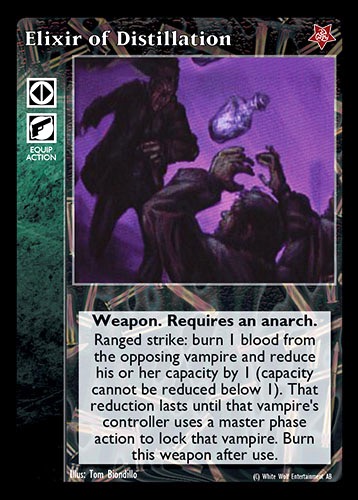 Elixir of Distillation
EQUIP
ACTION
Weapon. Requires an anarch.
Ranged strike: burn 1 blood from
the opposing vampire and reduce
his or her capacity by 1 (capacity
cannot be reduced below 1). That
reduction lasts until that vampire's
controller uses a master phase
action to lock that vampire. Burn
this weapon after use.
Illus: Tom Biondillo
(C) White Wolf Entertainment AB